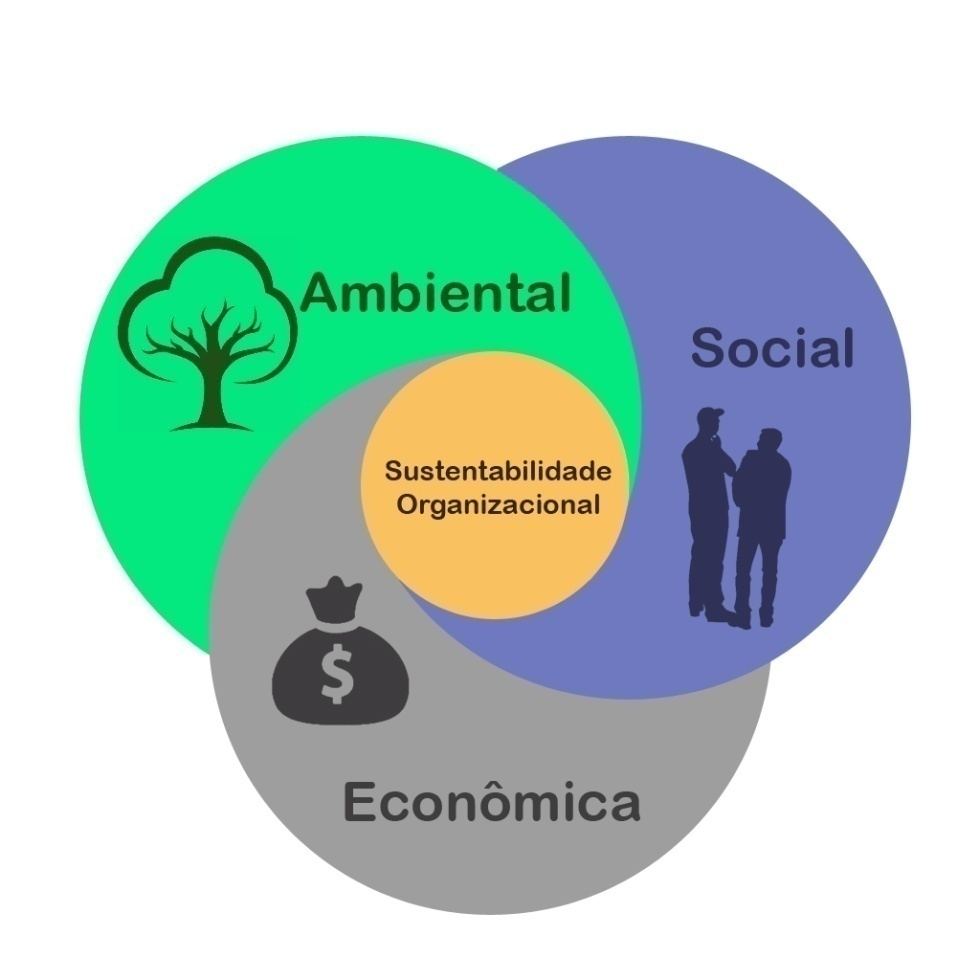 Ambiental
Social
Sustentabilidade
Organizacional
$
Econômica